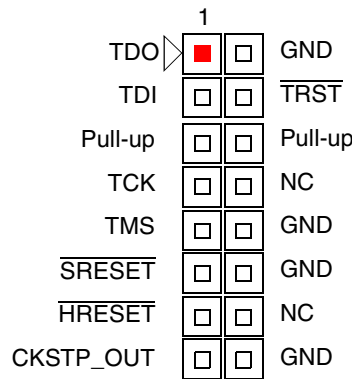 1
TDO GND
TDI TRST
Pull-up Pull-up
TCK NC
TMS GND
SRESET GND
HRESET NC
CKSTP_OUT GND